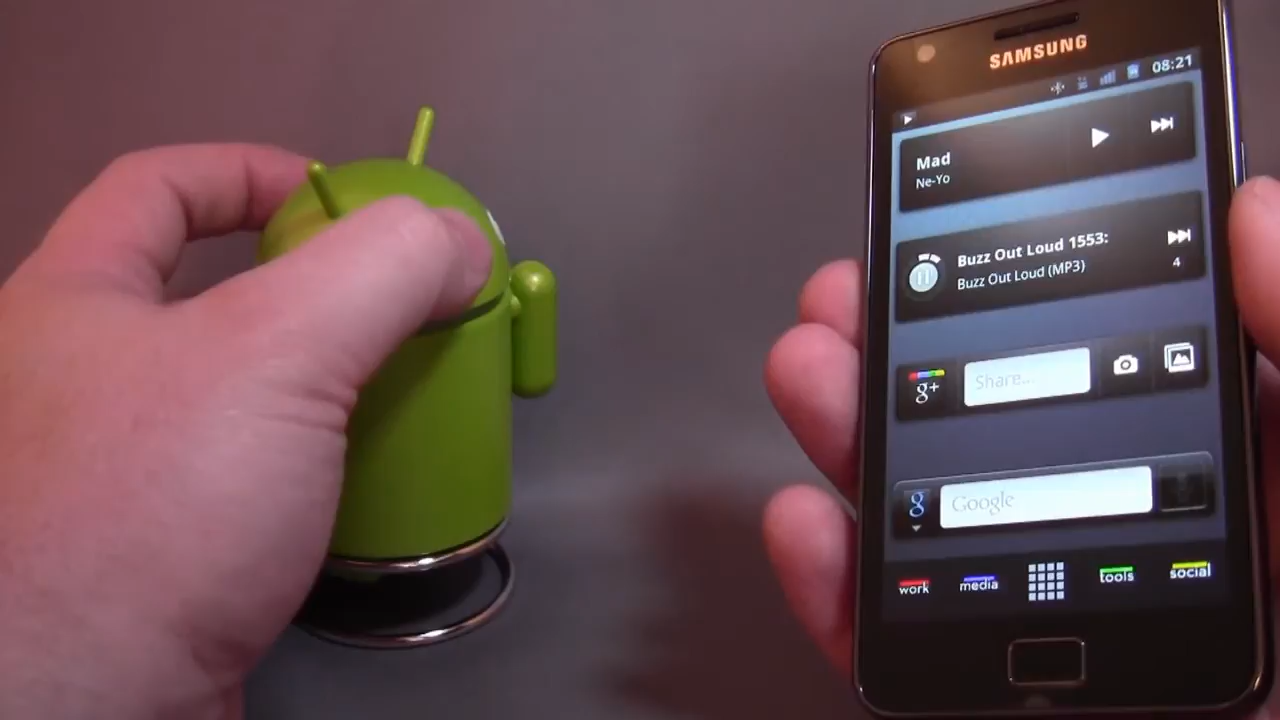 SAMSUNG
08:21
Mad
Ne-Yo
Buzz Out Loud 1553:
Buzz Out Loud (MP3)
4
g+
Share...
g
Google
work
media
tools
social